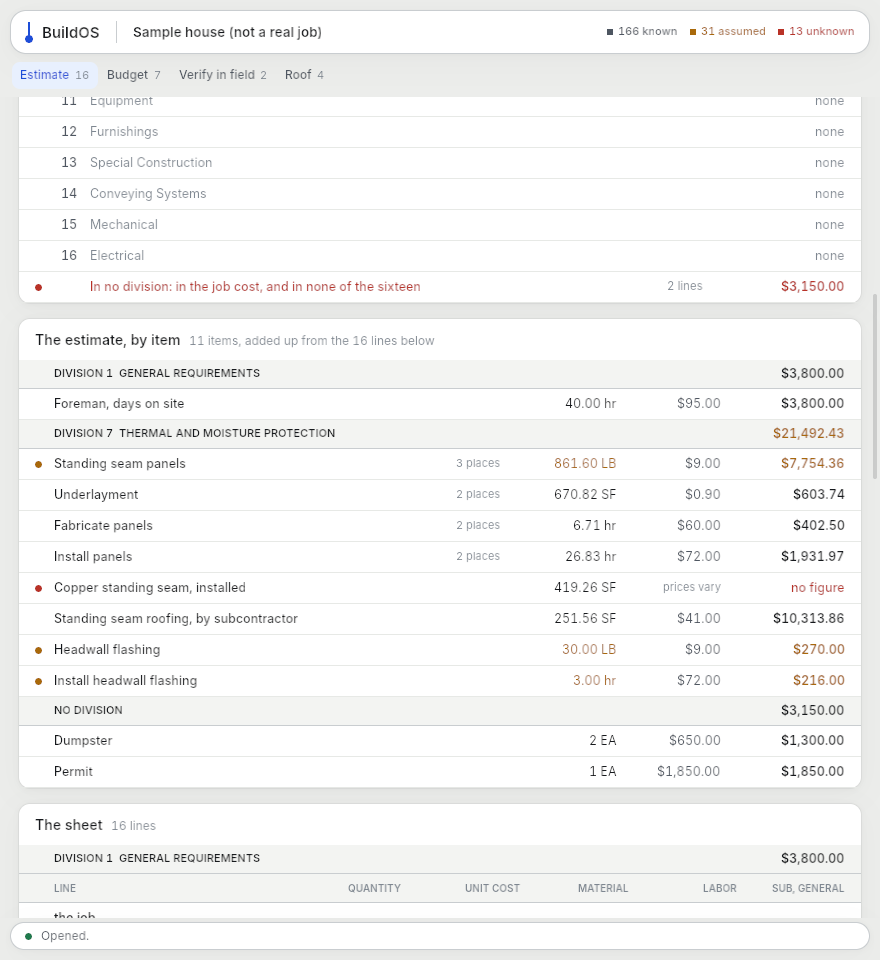 BuildOS Sample house (not a real job) 166 known 31 assumed 13 unknown
Estimate 16 Budget 7 Verify in field 2 Roof 4
11 Equipment none
12 Furnishings none
13 Special Construction none
14 Conveying Systems none
15 Mechanical none
16 Electrical none
In no division: in the job cost, and in none of the sixteen 2 lines $3,150.00
The estimate, by item 11 items, added up from the 16 lines below
DIVISION 1 GENERAL REQUIREMENTS $3,800.00
Foreman, days on site 40.00 hr $95.00 $3,800.00
DIVISION 7 THERMAL AND MOISTURE PROTECTION $21,492.43
Standing seam panels 3 places 861.60 LB $9.00 $7,754.36
Underlayment 2 places 670.82 SF $0.90 $603.74
Fabricate panels 2 places 6.71 hr $60.00 $402.50
Install panels 2 places 26.83 hr $72.00 $1,931.97
Copper standing seam, installed 419.26 SF prices vary no figure
Standing seam roofing, by subcontractor 251.56 SF $41.00 $10,313.86
Headwall flashing 30.00 LB $9.00 $270.00
Install headwall flashing 3.00 hr $72.00 $216.00
NO DIVISION $3,150.00
Dumpster 2 EA $650.00 $1,300.00
Permit 1 EA $1,850.00 $1,850.00
The sheet 16 lines
DIVISION 1 GENERAL REQUIREMENTS $3,800.00
LINE QUANTITY UNIT COST MATERIAL LABOR SUB, GENERAL
the job
Opened.